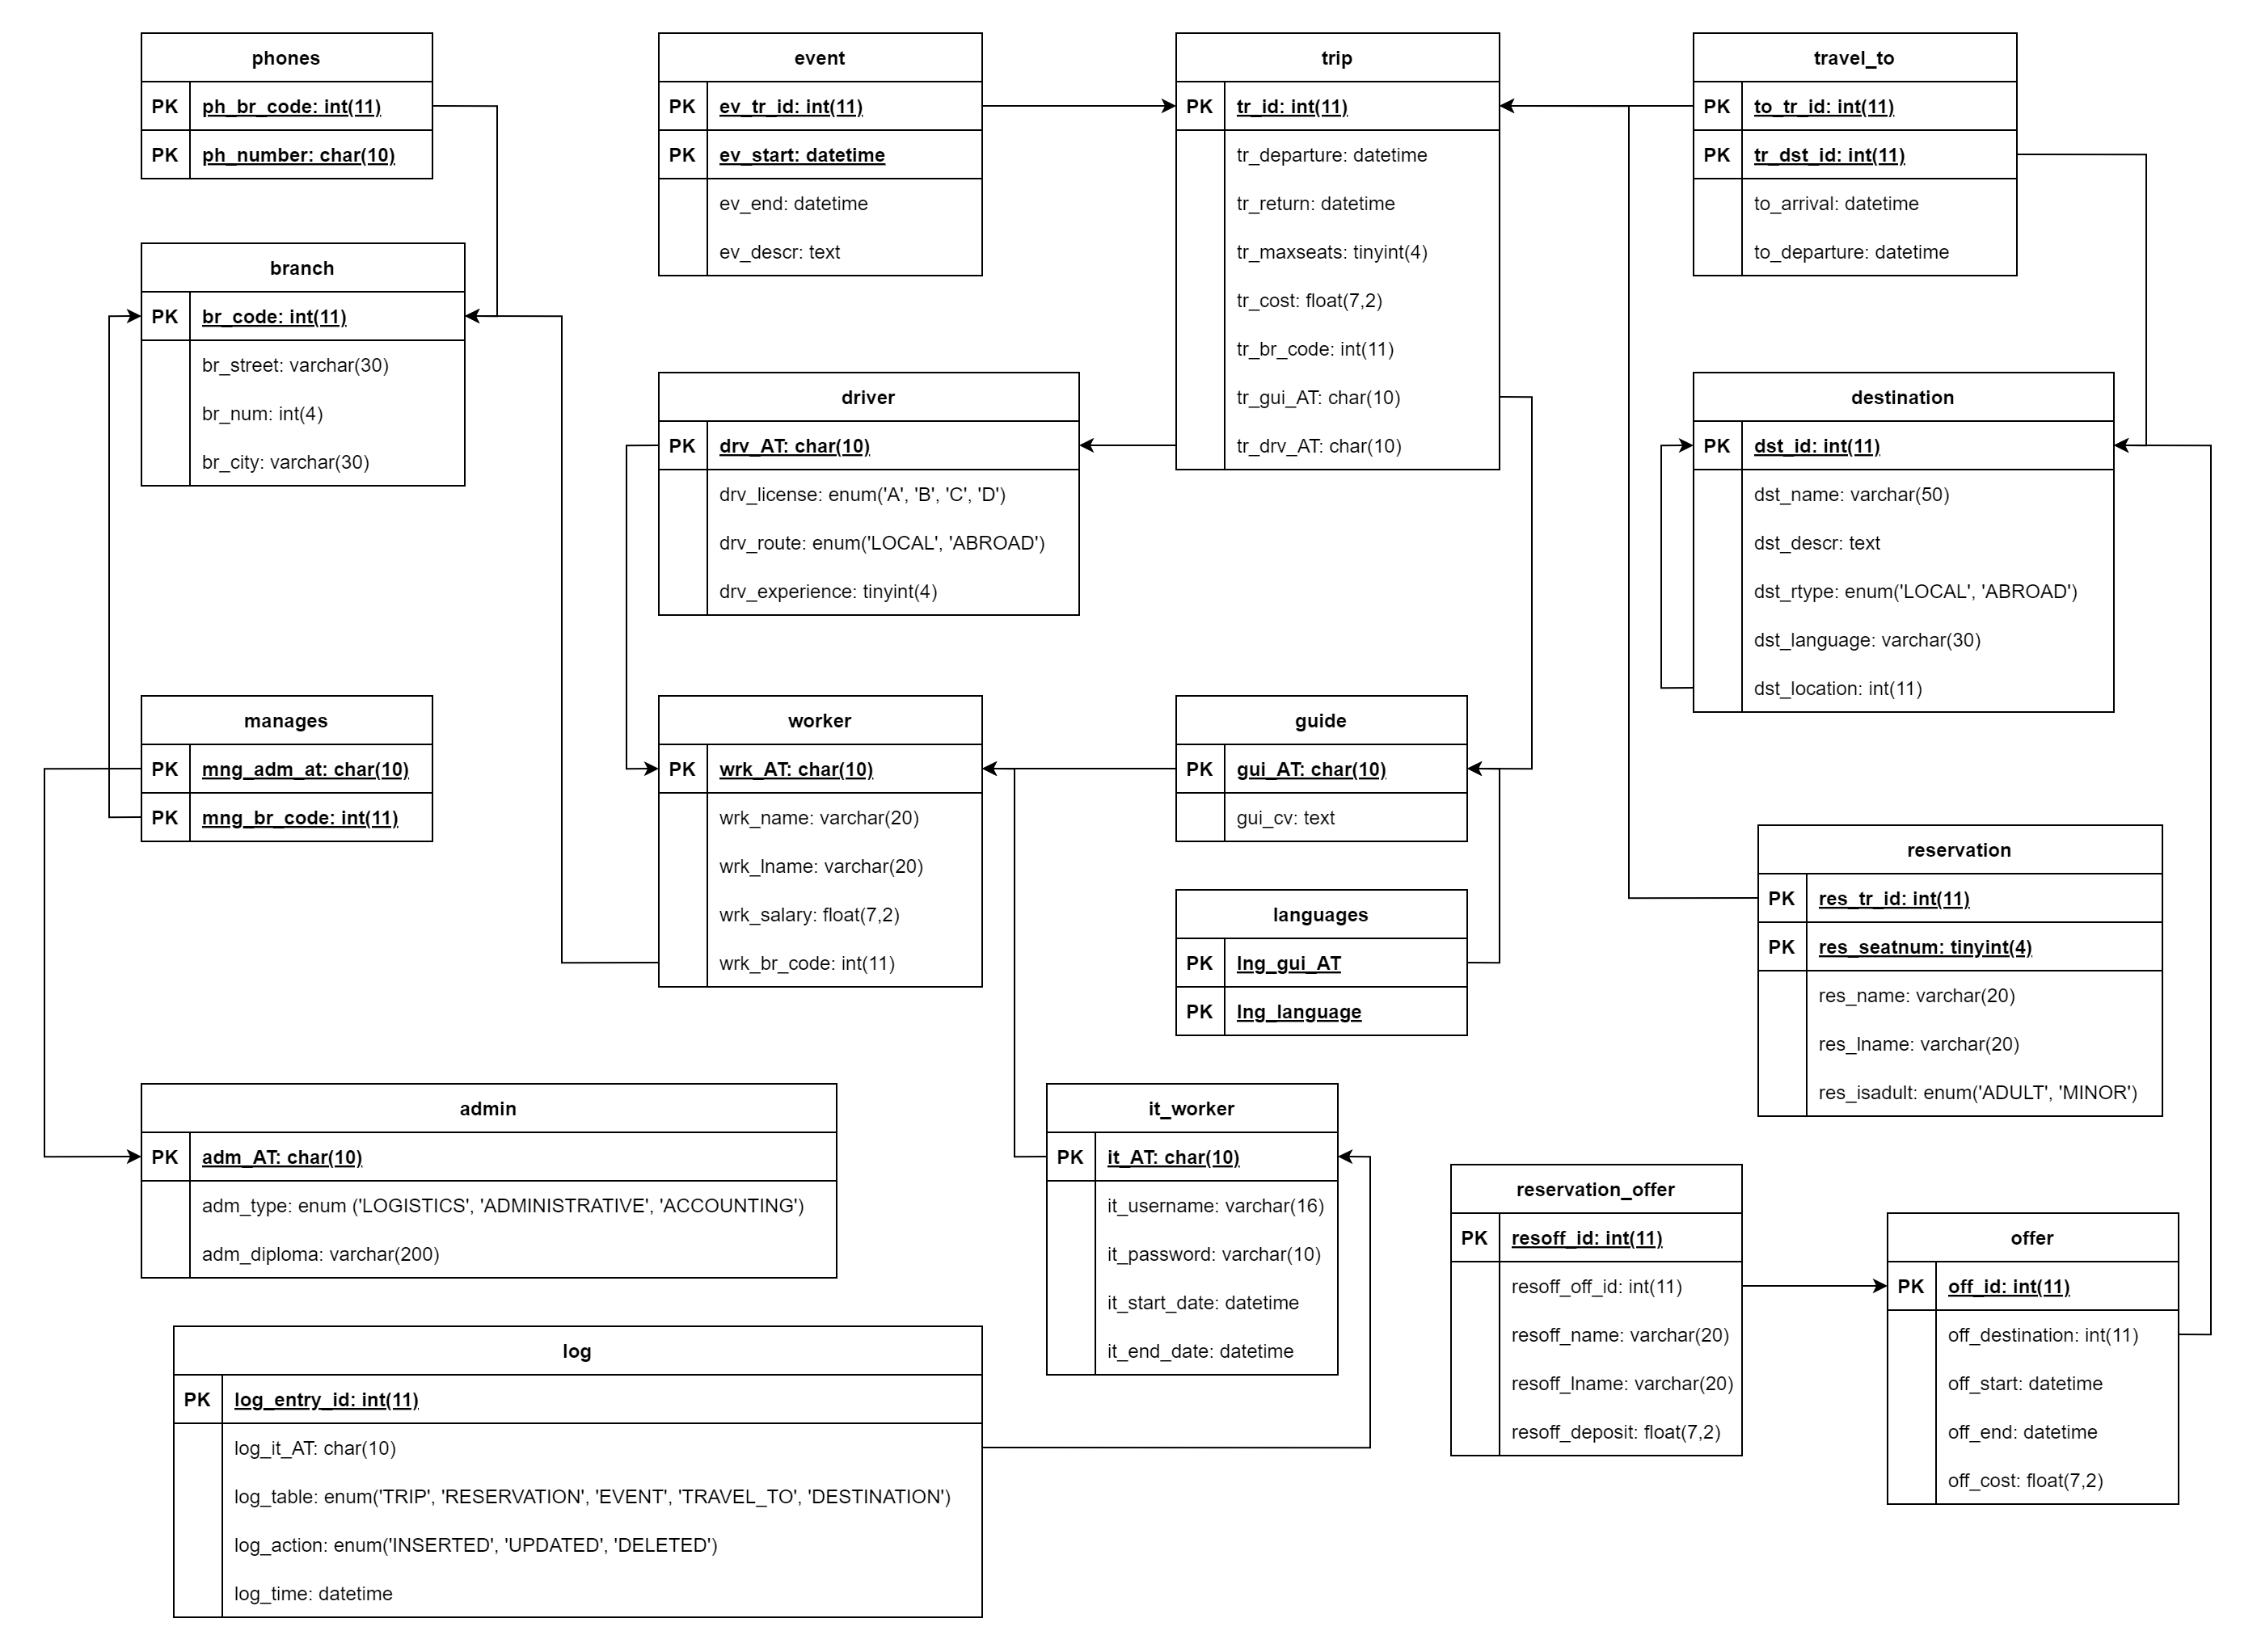 phones
PK ph_br_code: int(11)
PK ph_number: char(10)
event
PK ev_tr_id: int(11)
PK ev_start: datetime
ev_end: datetime
ev_descr: text
trip
PK tr_id: int(11)
tr_departure: datetime
tr_return: datetime
tr_maxseats: tinyint(4)
tr_cost: float(7,2)
tr_br_code: int(11)
tr_gui_AT: char(10)
tr_drv_AT: char(10)
travel_to
PK to_tr_id: int(11)
PK tr_dst_id: int(11)
to_arrival: datetime
to_departure: datetime
branch
PK br_code: int(11)
br_street: varchar(30)
br_num: int(4)
br_city: varchar(30)
driver
PK drv_AT: char(10)
drv_license: enum('A', 'B', 'C', 'D')
drv_route: enum('LOCAL', 'ABROAD')
drv_experience: tinyint(4)
destination
PK dst_id: int(11)
dst_name: varchar(50)
dst_descr: text
dst_rtype: enum('LOCAL', 'ABROAD')
dst_language: varchar(30)
dst_location: int(11)
manages
PK mng_adm_at: char(10)
PK mng_br_code: int(11)
worker
PK wrk_AT: char(10)
wrk_name: varchar(20)
wrk_lname: varchar(20)
wrk_salary: float(7,2)
wrk_br_code: int(11)
guide
PK gui_AT: char(10)
gui_cv: text
languages
PK lng_gui_AT
PK lng_language
reservation
PK res_tr_id: int(11)
PK res_seatnum: tinyint(4)
res_name: varchar(20)
res_lname: varchar(20)
res_isadult: enum('ADULT', 'MINOR')
admin
PK adm_AT: char(10)
adm_type: enum ('LOGISTICS', 'ADMINISTRATIVE', 'ACCOUNTING')
adm_diploma: varchar(200)
it_worker
PK it_AT: char(10)
it_username: varchar(16)
it_password: varchar(10)
it_start_date: datetime
it_end_date: datetime
reservation_offer
PK resoff_id: int(11)
resoff_off_id: int(11)
resoff_name: varchar(20)
resoff_lname: varchar(20)
resoff_deposit: float(7,2)
offer
PK off_id: int(11)
off_destination: int(11)
off_start: datetime
off_end: datetime
off_cost: float(7,2)
log
PK log_entry_id: int(11)
log_it_AT: char(10)
log_table: enum('TRIP', 'RESERVATION', 'EVENT', 'TRAVEL_TO', 'DESTINATION')
log_action: enum('INSERTED', 'UPDATED', 'DELETED')
log_time: datetime